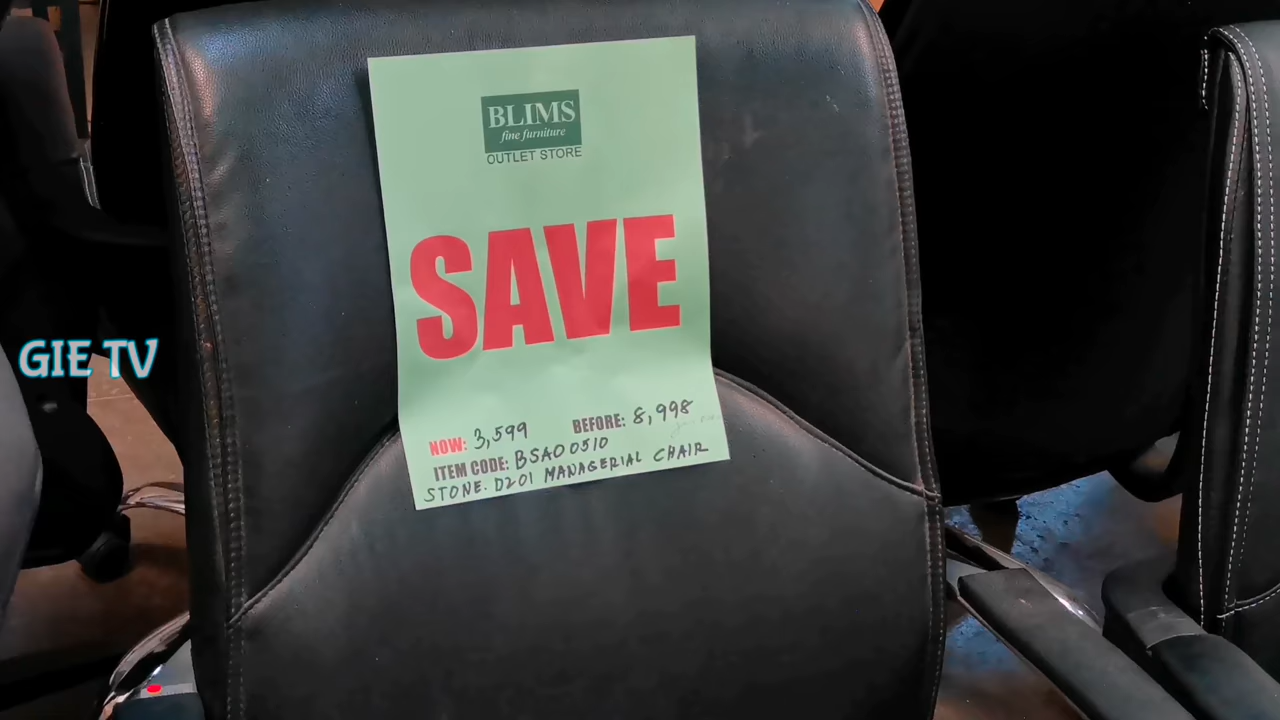 BLIMS
fine furniture
OUTLET STORE
SAVE
NOW: 3,599 BEFORE: 8,998
ITEM CODE: BSAO0510
STONE. D201 MANAGERIAL CHAIR
GIE TV